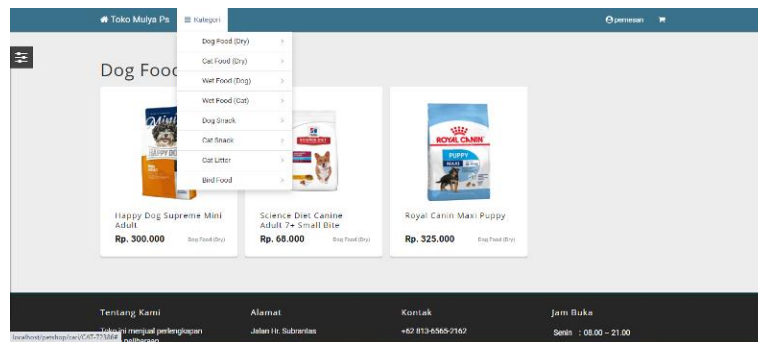 Toko Mulya Ps
Kategori
pemesan
Dog Food (Dry)
Cat Food (Dry)
Wet Food (Dog)
Wet Food (Cat)
Dog Snack
Cat Snack
Cat Litter
Bird Food
Dog Food
HAPPY DOG
ROYAL CANIN
PUPPY
MAXI
Happy Dog Supreme Mini
Adult
Rp. 300.000
Dog Food (Dry)
Science Diet Canine
Adult 7+ Small Bite
Rp. 68.000
Dog Food (Dry)
Royal Canin Maxi Puppy
Rp. 325.000
Dog Food (Dry)
Tentang Kami
Toko ini menjual perlengkapan
peliharaan
Alamat
Jalan Hr. Subrantas
Kontak
+62 813-6565-2162
Jam Buka
Senin : 08.00 – 21.00